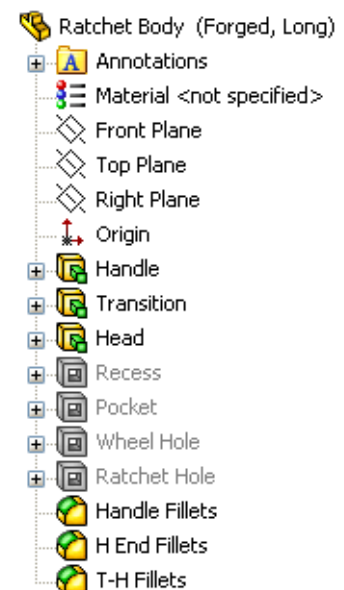 Ratchet Body (Forged, Long)
Annotations
Material <not specified>
Front Plane
Top Plane
Right Plane
Origin
Handle
Transition
Head
Recess
Pocket
Wheel Hole
Ratchet Hole
Handle Fillets
H End Fillets
T-H Fillets